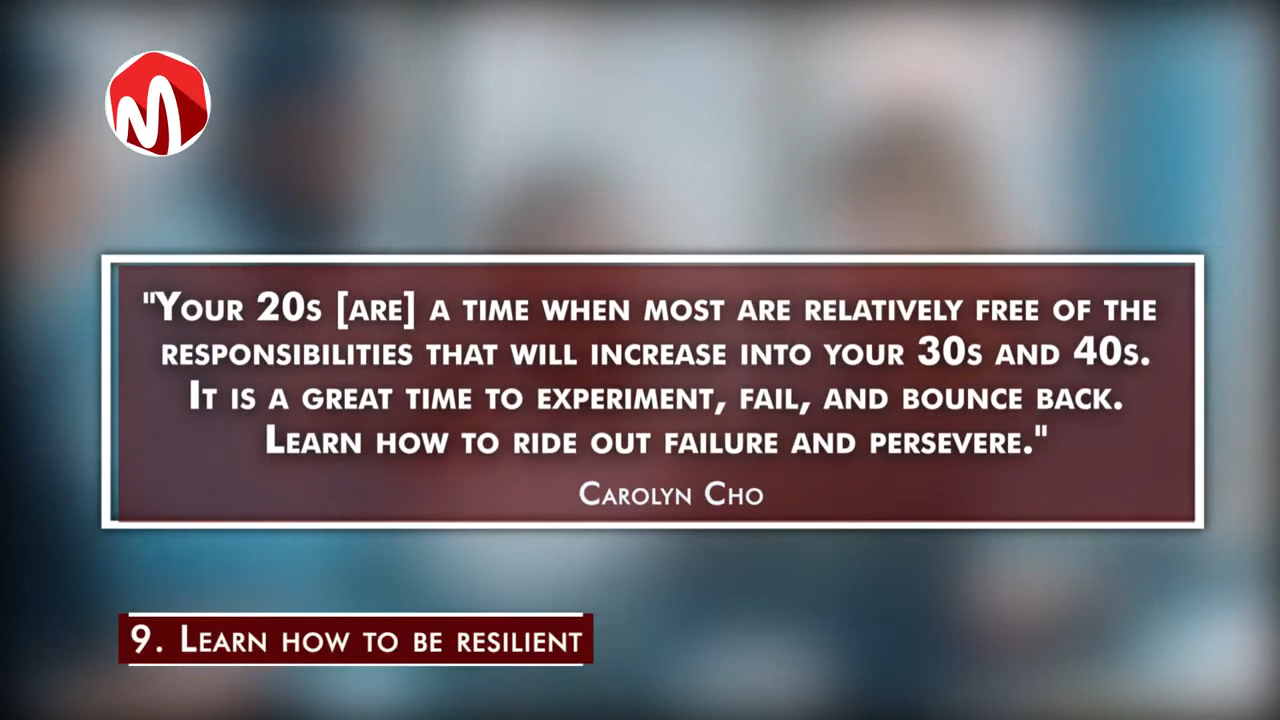 "Your 20s [are] a time when most are relatively free of the
responsibilities that will increase into your 30s and 40s.
It is a great time to experiment, fail, and bounce back.
Learn how to ride out failure and persevere."
Carolyn Cho
9. Learn how to be resilient